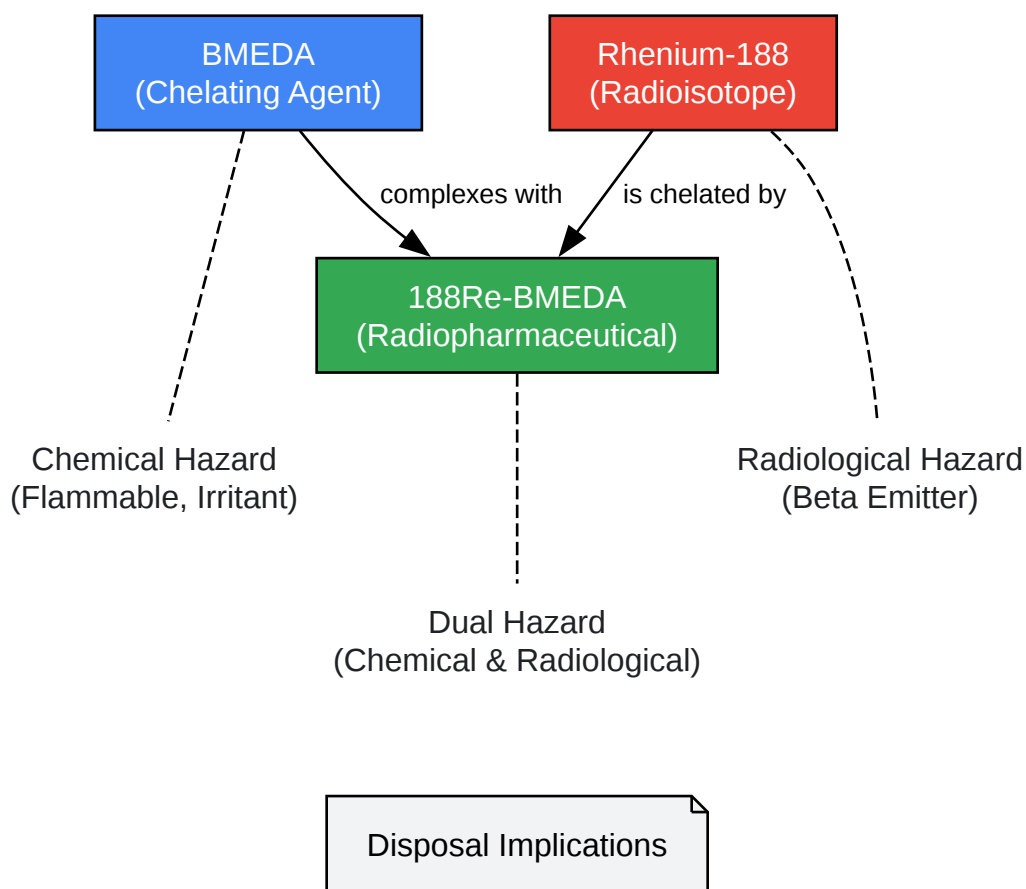 BMEDA
(Chelating Agent)
Rhenium-188
(Radioisotope)
complexes with
is chelated by
188Re-BMEDA
(Radiopharmaceutical)
Chemical Hazard
(Flammable, Irritant)
Radiological Hazard
(Beta Emitter)
Dual Hazard
(Chemical & Radiological)
Disposal Implications